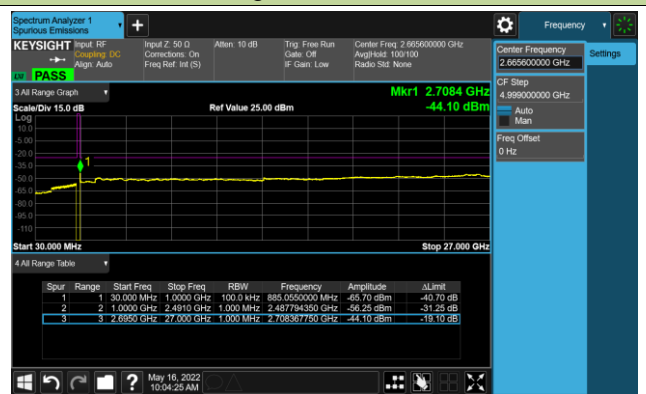 Spectrum Analyzer 1
Spurious Emissions
Frequency
KEYSIGHT
Input: RF
Coupling: DC
Align: Auto
Input Z: 50 Ω
Corrections: On
Freq Ref: Int (S)
Atten: 10 dB
Trig: Free Run
Gate: Off
IF Gain: Low
Center Freq: 2.665600000 GHz
Avg|Hold: 100/100
Radio Std: None
PASS
Center Frequency
2.665600000 GHz
Settings
CF Step
4.999000000 GHz
Auto
Man
Freq Offset
0 Hz
3 All Range Graph
Mkr1 2.7084 GHz
Scale/Div 15.0 dB
Ref Value 25.00 dBm
-44.10 dBm
Log
10.0
-5.00
-20.0
-35.0
-50.0
-65.0
-80.0
-95.0
-110
1
Start 30.000 MHz
Stop 27.000 GHz
4 All Range Table
Spur Range Start Freq Stop Freq RBW Frequency Amplitude ΔLimit
1 1 30.000 MHz 1.0000 GHz 100.0 kHz 885.0550000 MHz -65.70 dBm -40.70 dB
2 2 1.0000 GHz 2.4910 GHz 1.000 MHz 2.487794350 GHz -56.25 dBm -31.25 dB
3 3 2.6950 GHz 27.000 GHz 1.000 MHz 2.708367750 GHz -44.10 dBm -19.10 dB
?
May 16, 2022
10:04:25 AM